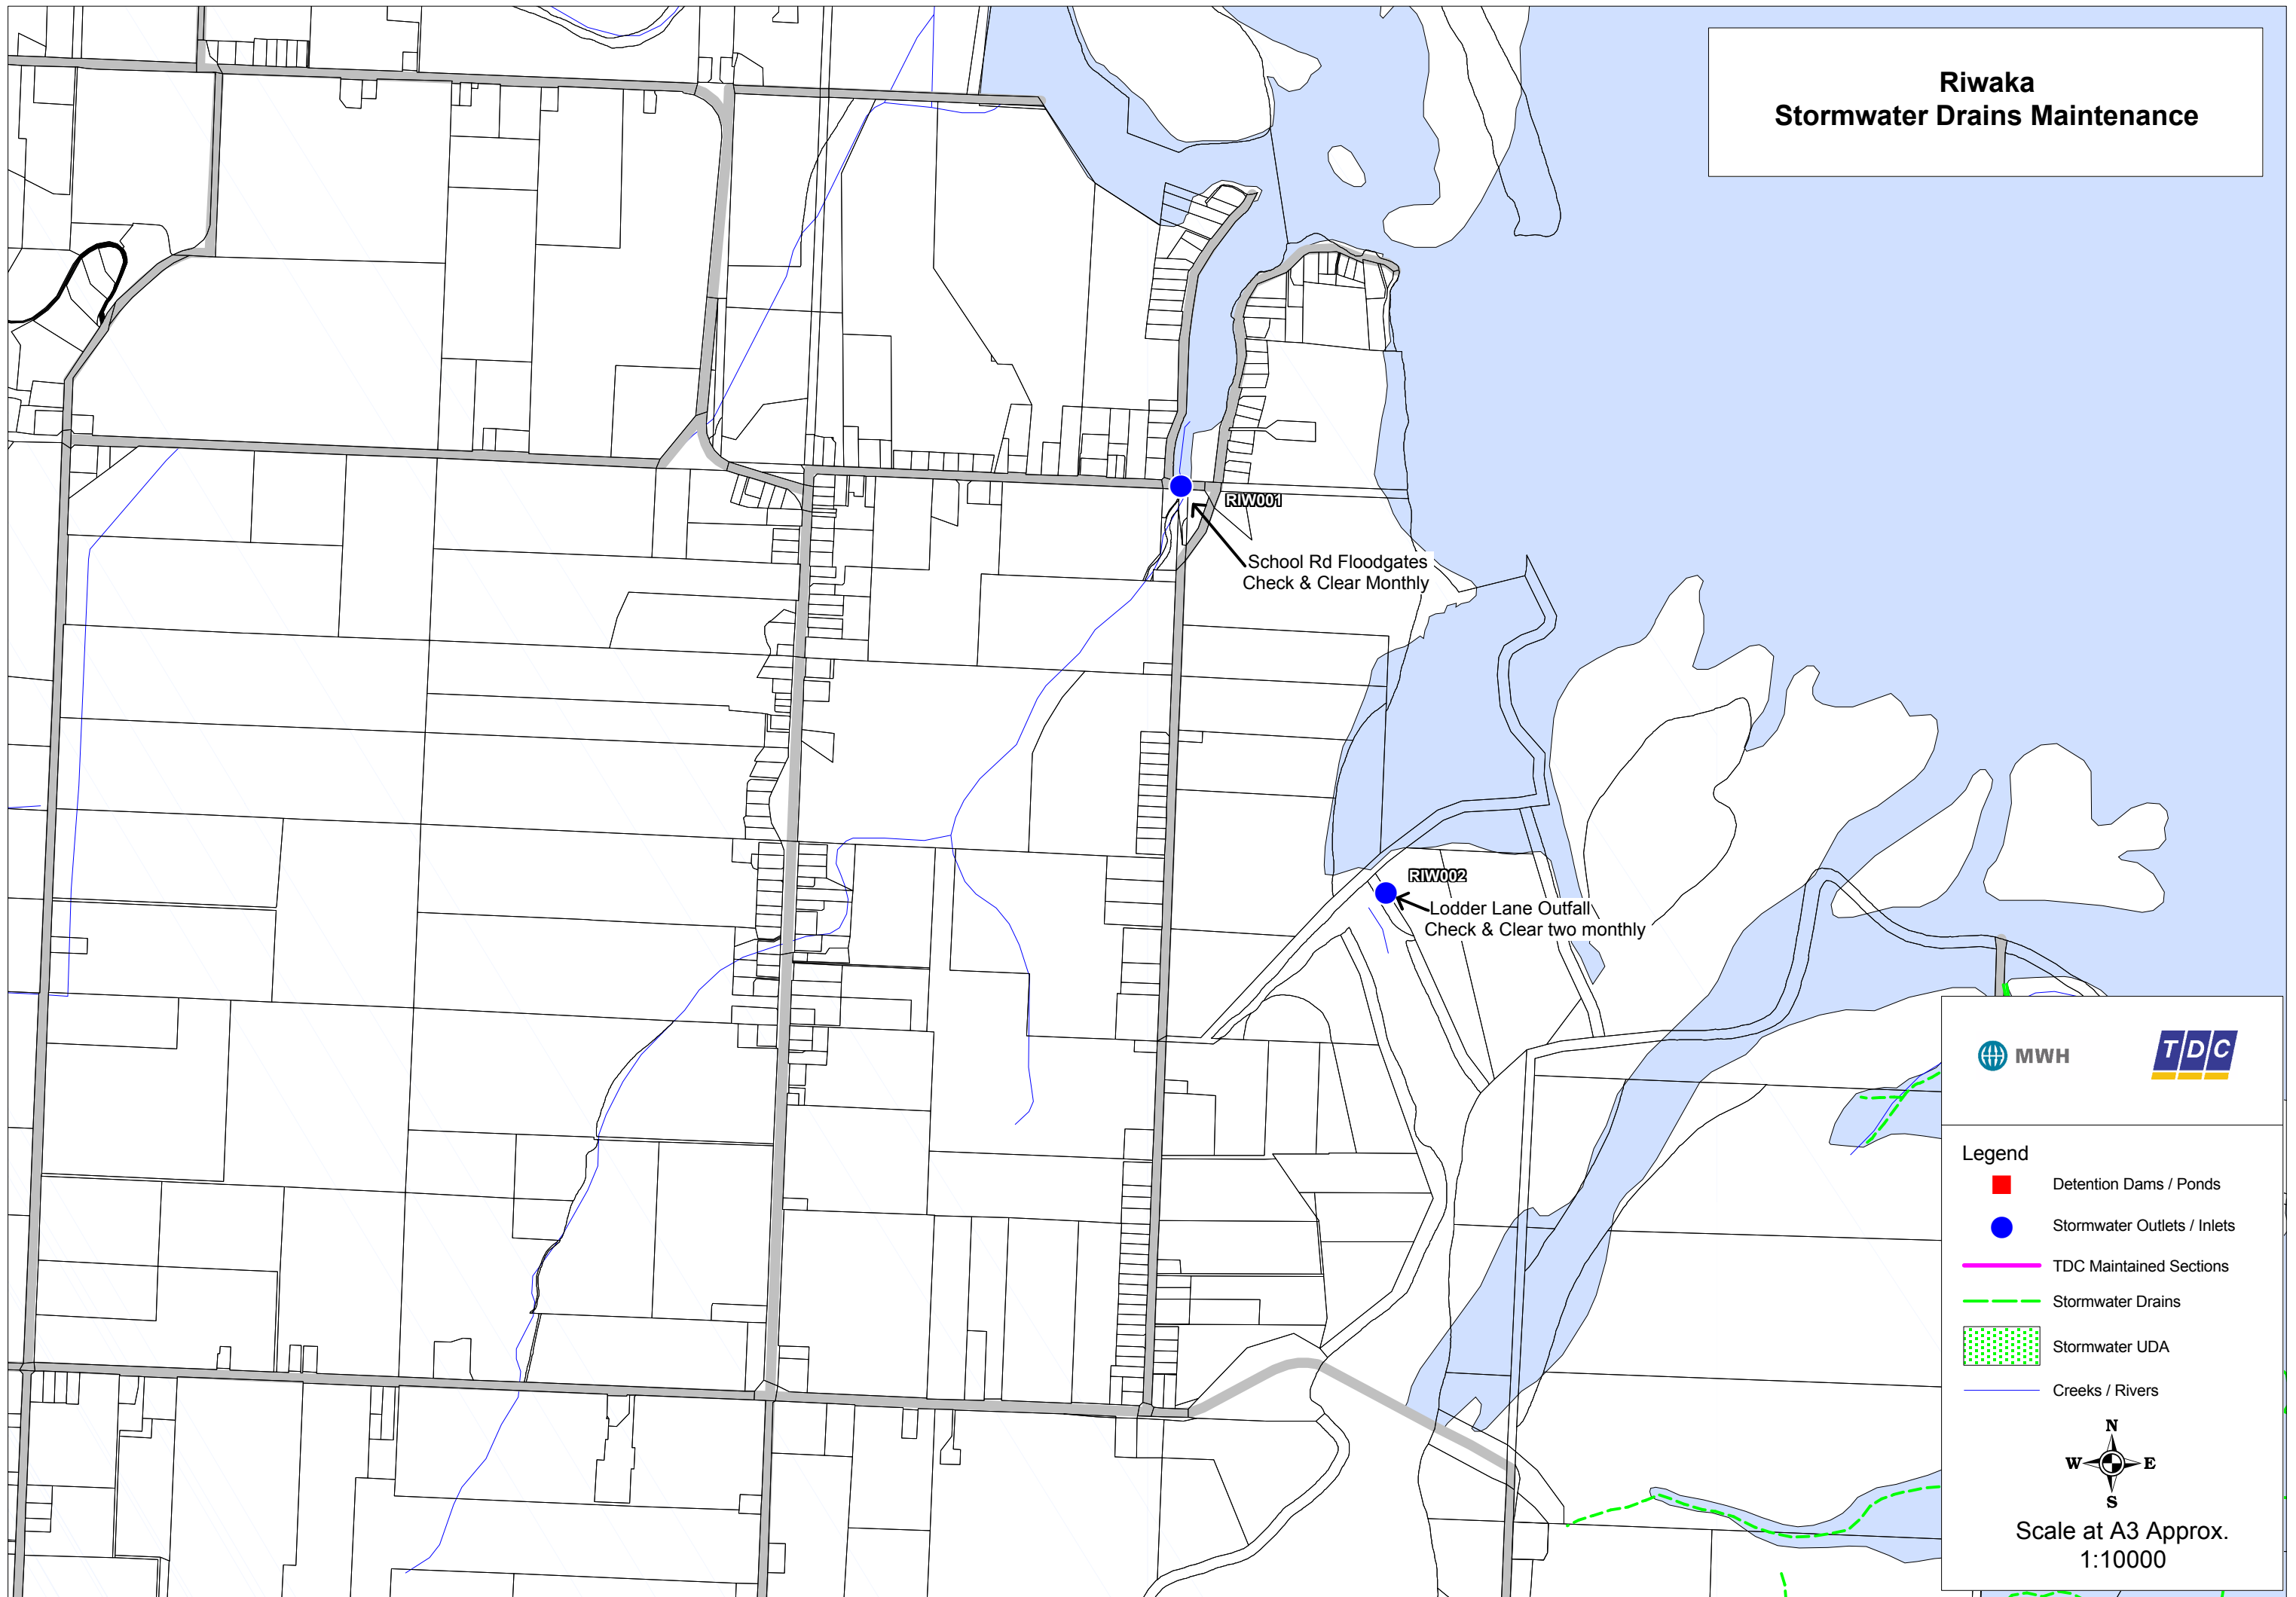 Riwaka
Stormwater Drains Maintenance
RIW001
School Rd Floodgates
Check & Clear Monthly
RIW002
Lodder Lane Outfall
Check & Clear two monthly
MWH
TDC
Legend
Detention Dams / Ponds
Stormwater Outlets / Inlets
TDC Maintained Sections
Stormwater Drains
Stormwater UDA
Creeks / Rivers
N
W E
S
Scale at A3 Approx.
1:10000